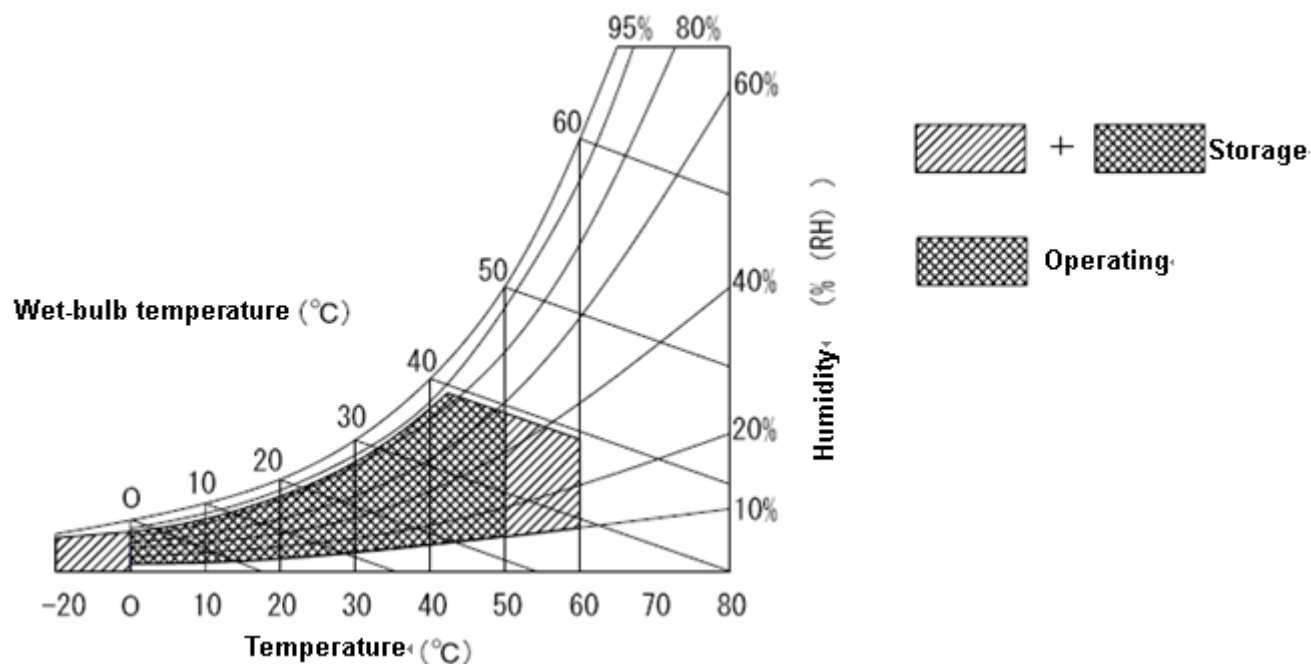 95% 80%
60%
60
+ Storage
50
40%
Operating
Wet-bulb temperature (°C)
Humidity (% (RH) )
40
30
20%
20
10
O
10%
-20 O 10 20 30 40 50 60 70 80
Temperature (°C)